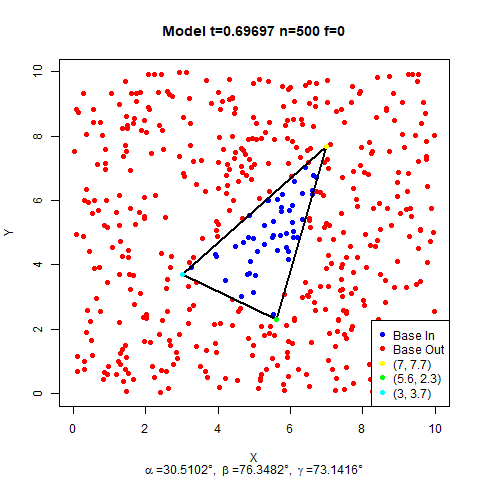 Model t=0.69697 n=500 f=0
10
8
6
4
2
0
Y
Base In
Base Out
(7, 7.7)
(5.6, 2.3)
(3, 3.7)
0 2 4 6 8 10
X
α=30.5102°, β=76.3482°, γ=73.1416°